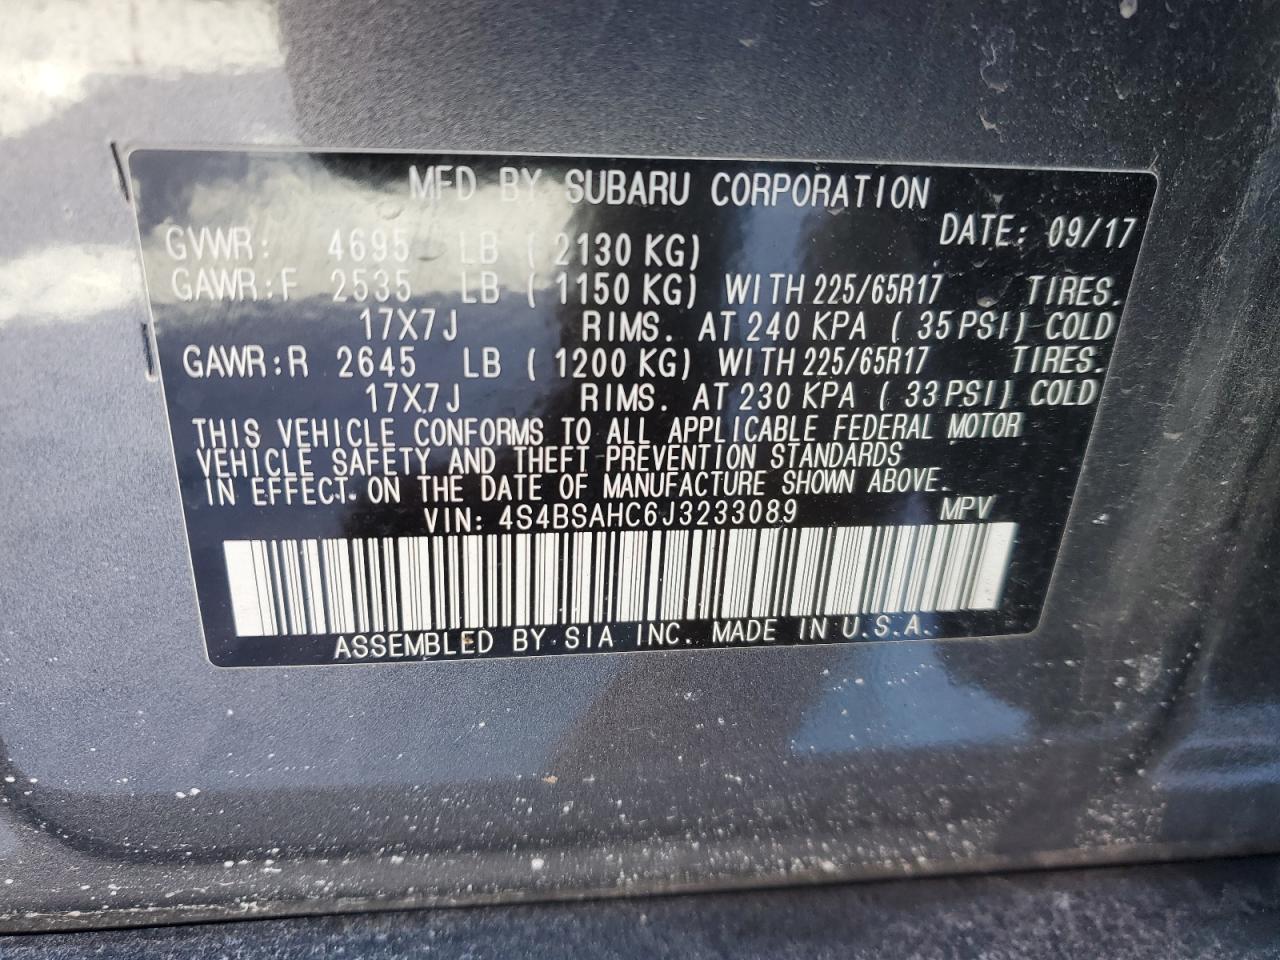 MFD BY SUBARU CORPORATION
DATE: 09/17
GVWR: 4695 LB ( 2130 KG)
GAWR:F 2535 LB ( 1150 KG) WITH 225/65R17 TIRES.
17X7J RIMS. AT 240 KPA ( 35 PSI) COLD
GAWR:R 2645 LB ( 1200 KG) WITH 225/65R17 TIRES.
17X7J RIMS. AT 230 KPA ( 33 PSI) COLD
THIS VEHICLE CONFORMS TO ALL APPLICABLE FEDERAL MOTOR
VEHICLE SAFETY AND THEFT PREVENTION STANDARDS
IN EFFECT ON THE DATE OF MANUFACTURE SHOWN ABOVE.
VIN: 4S4BSAHC6J3233089 MPV
ASSEMBLED BY SIA INC. MADE IN U.S.A.